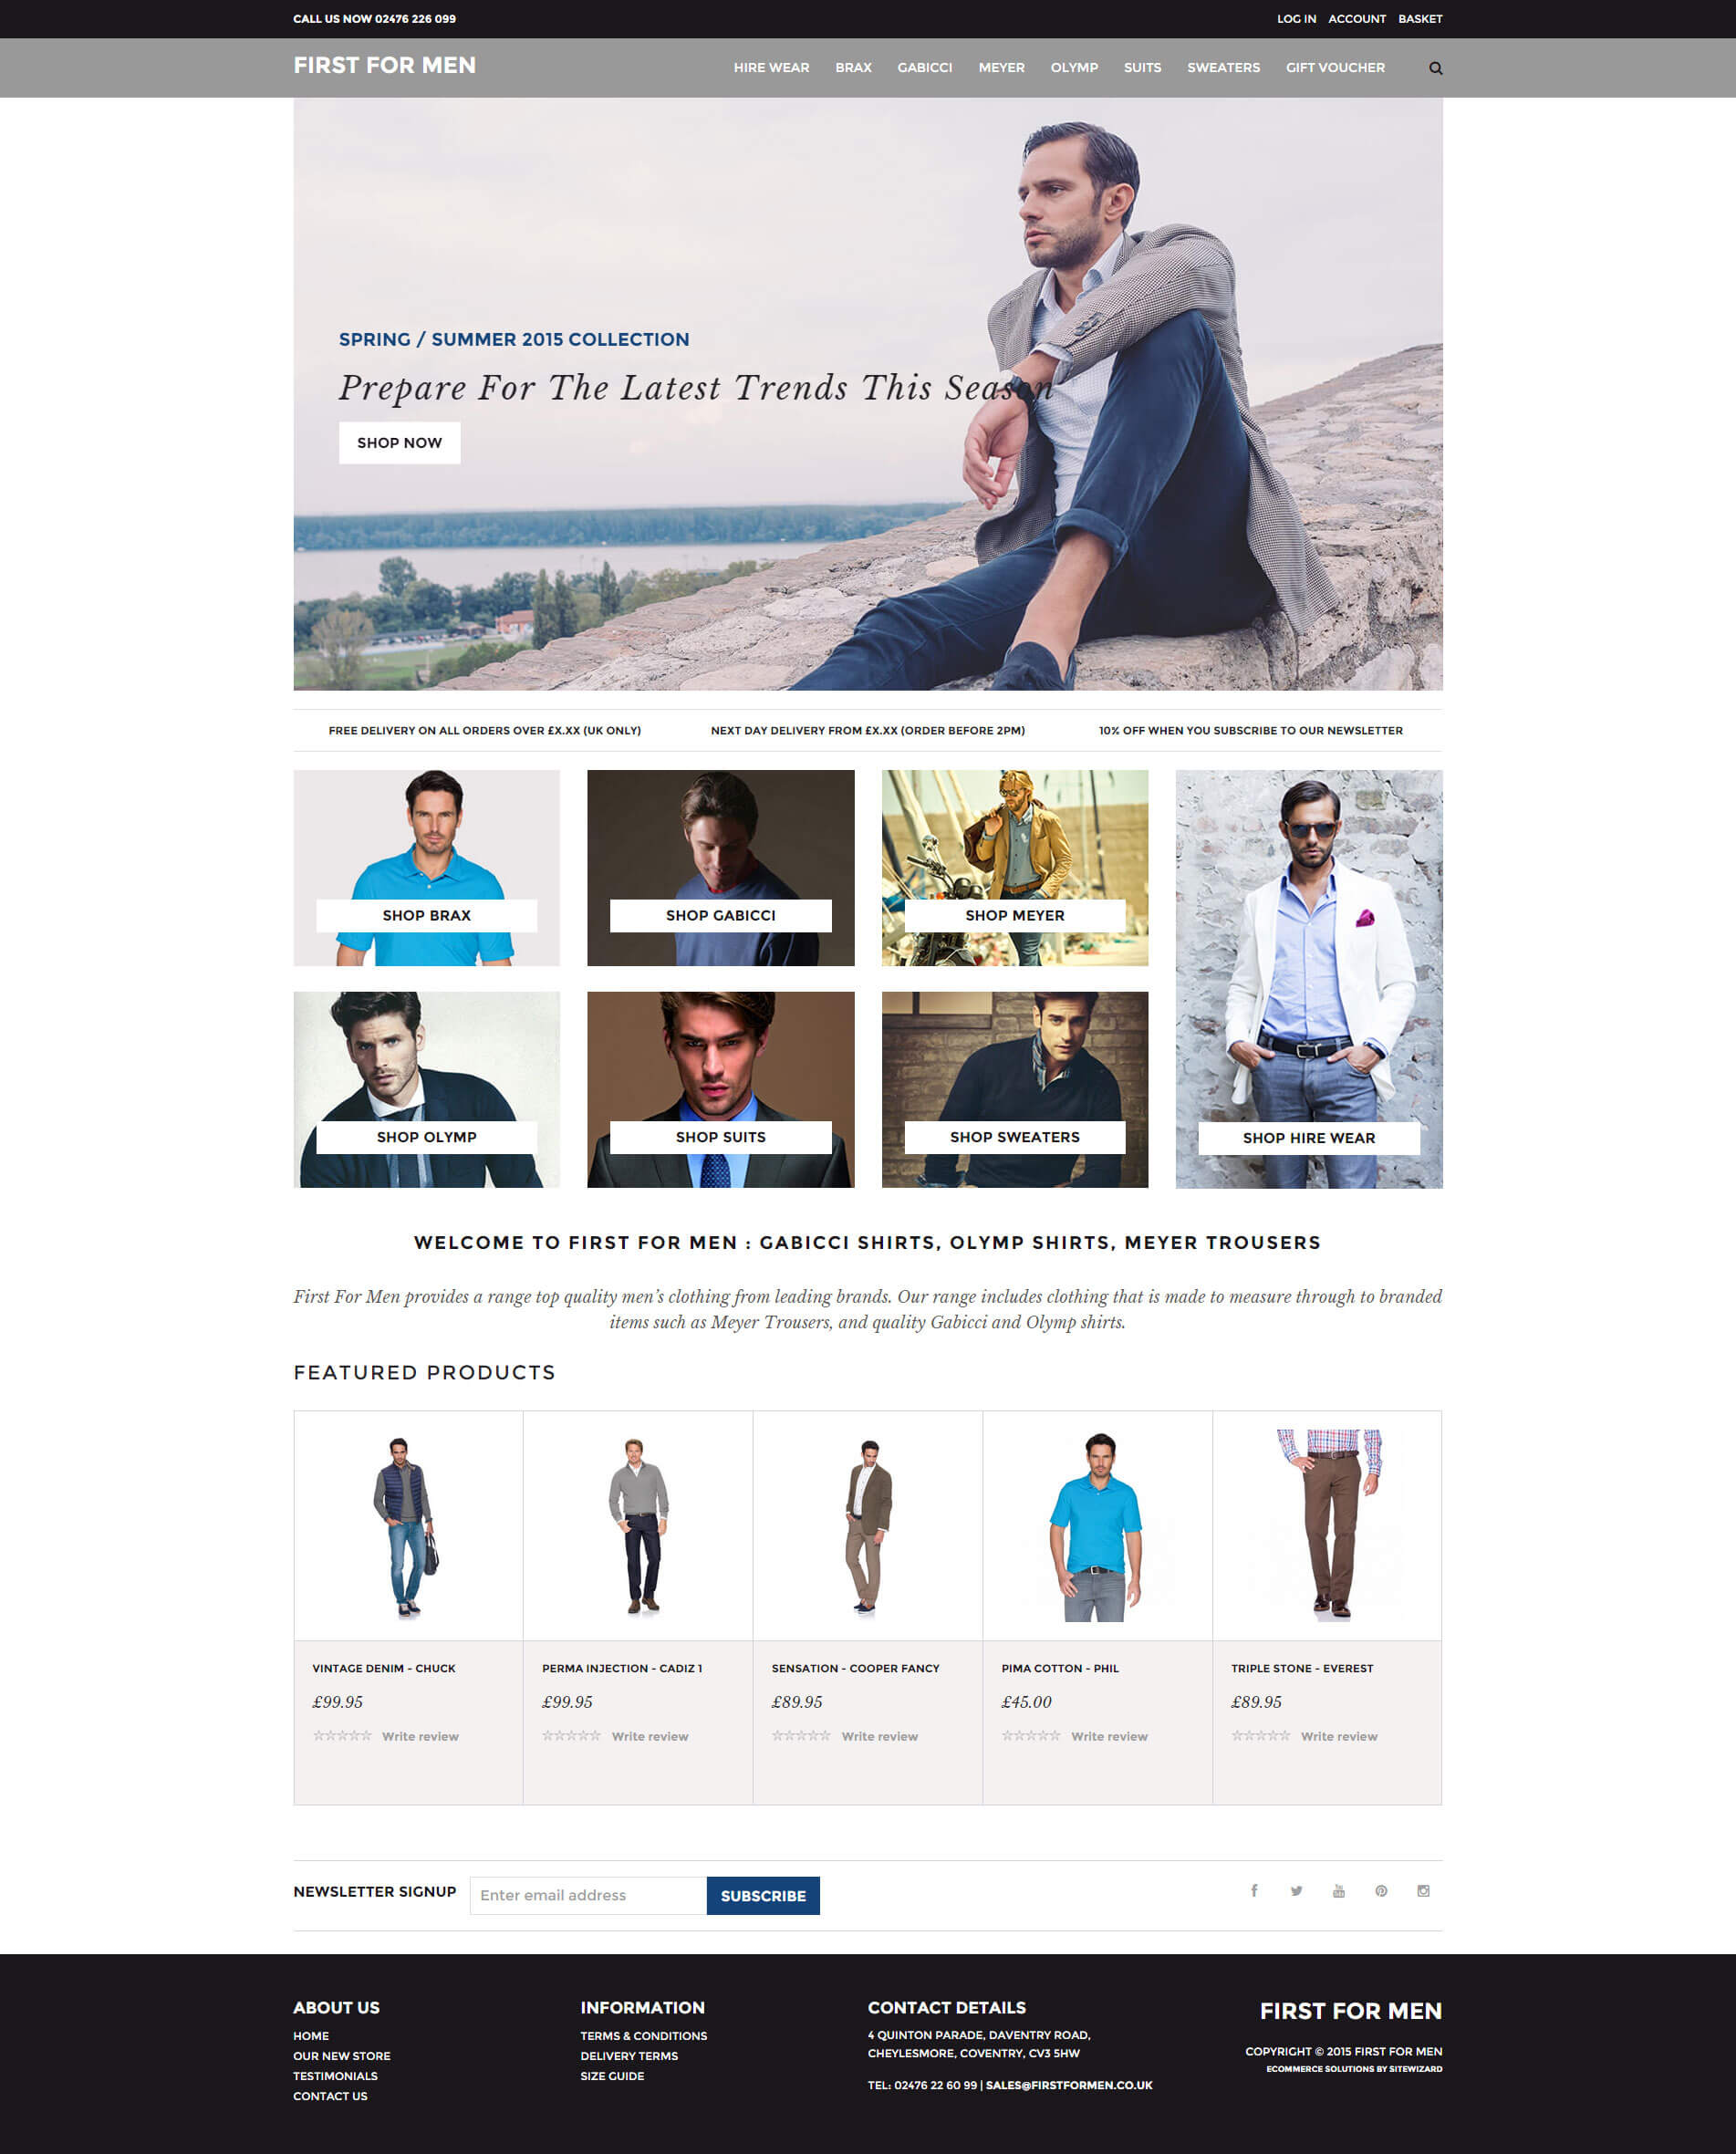 CALL US NOW 02476 226 099
LOG IN ACCOUNT BASKET
FIRST FOR MEN
HIRE WEAR BRAX GABICCI MEYER OLYMP SUITS SWEATERS GIFT VOUCHER
SPRING / SUMMER 2015 COLLECTION
Prepare For The Latest Trends This Season
SHOP NOW
FREE DELIVERY ON ALL ORDERS OVER £X.XX (UK ONLY)
NEXT DAY DELIVERY FROM £X.XX (ORDER BEFORE 2PM)
10% OFF WHEN YOU SUBSCRIBE TO OUR NEWSLETTER
SHOP BRAX
SHOP GABICCI
SHOP MEYER
SHOP OLYMP
SHOP SUITS
SHOP SWEATERS
SHOP HIRE WEAR
WELCOME TO FIRST FOR MEN : GABICCI SHIRTS, OLYMP SHIRTS, MEYER TROUSERS
First For Men provides a range top quality men's clothing from leading brands. Our range includes clothing that is made to measure through to branded
items such as Meyer Trousers, and quality Gabicci and Olymp shirts.
FEATURED PRODUCTS
VINTAGE DENIM - CHUCK
£99.95
Write review
PERMA INJECTION - CADIZ 1
£99.95
Write review
SENSATION - COOPER FANCY
£89.95
Write review
PIMA COTTON - PHIL
£45.00
Write review
TRIPLE STONE - EVEREST
£89.95
Write review
NEWSLETTER SIGNUP
Enter email address
SUBSCRIBE
ABOUT US
HOME
OUR NEW STORE
TESTIMONIALS
CONTACT US
INFORMATION
TERMS & CONDITIONS
DELIVERY TERMS
SIZE GUIDE
CONTACT DETAILS
4 QUINTON PARADE, DAVENTRY ROAD,
CHEYLESMORE, COVENTRY, CV3 5HW
TEL: 02476 22 60 99 | SALES@FIRSTFORMEN.CO.UK
FIRST FOR MEN
COPYRIGHT © 2015 FIRST FOR MEN
ECOMMERCE SOLUTIONS BY SITEWIZARD